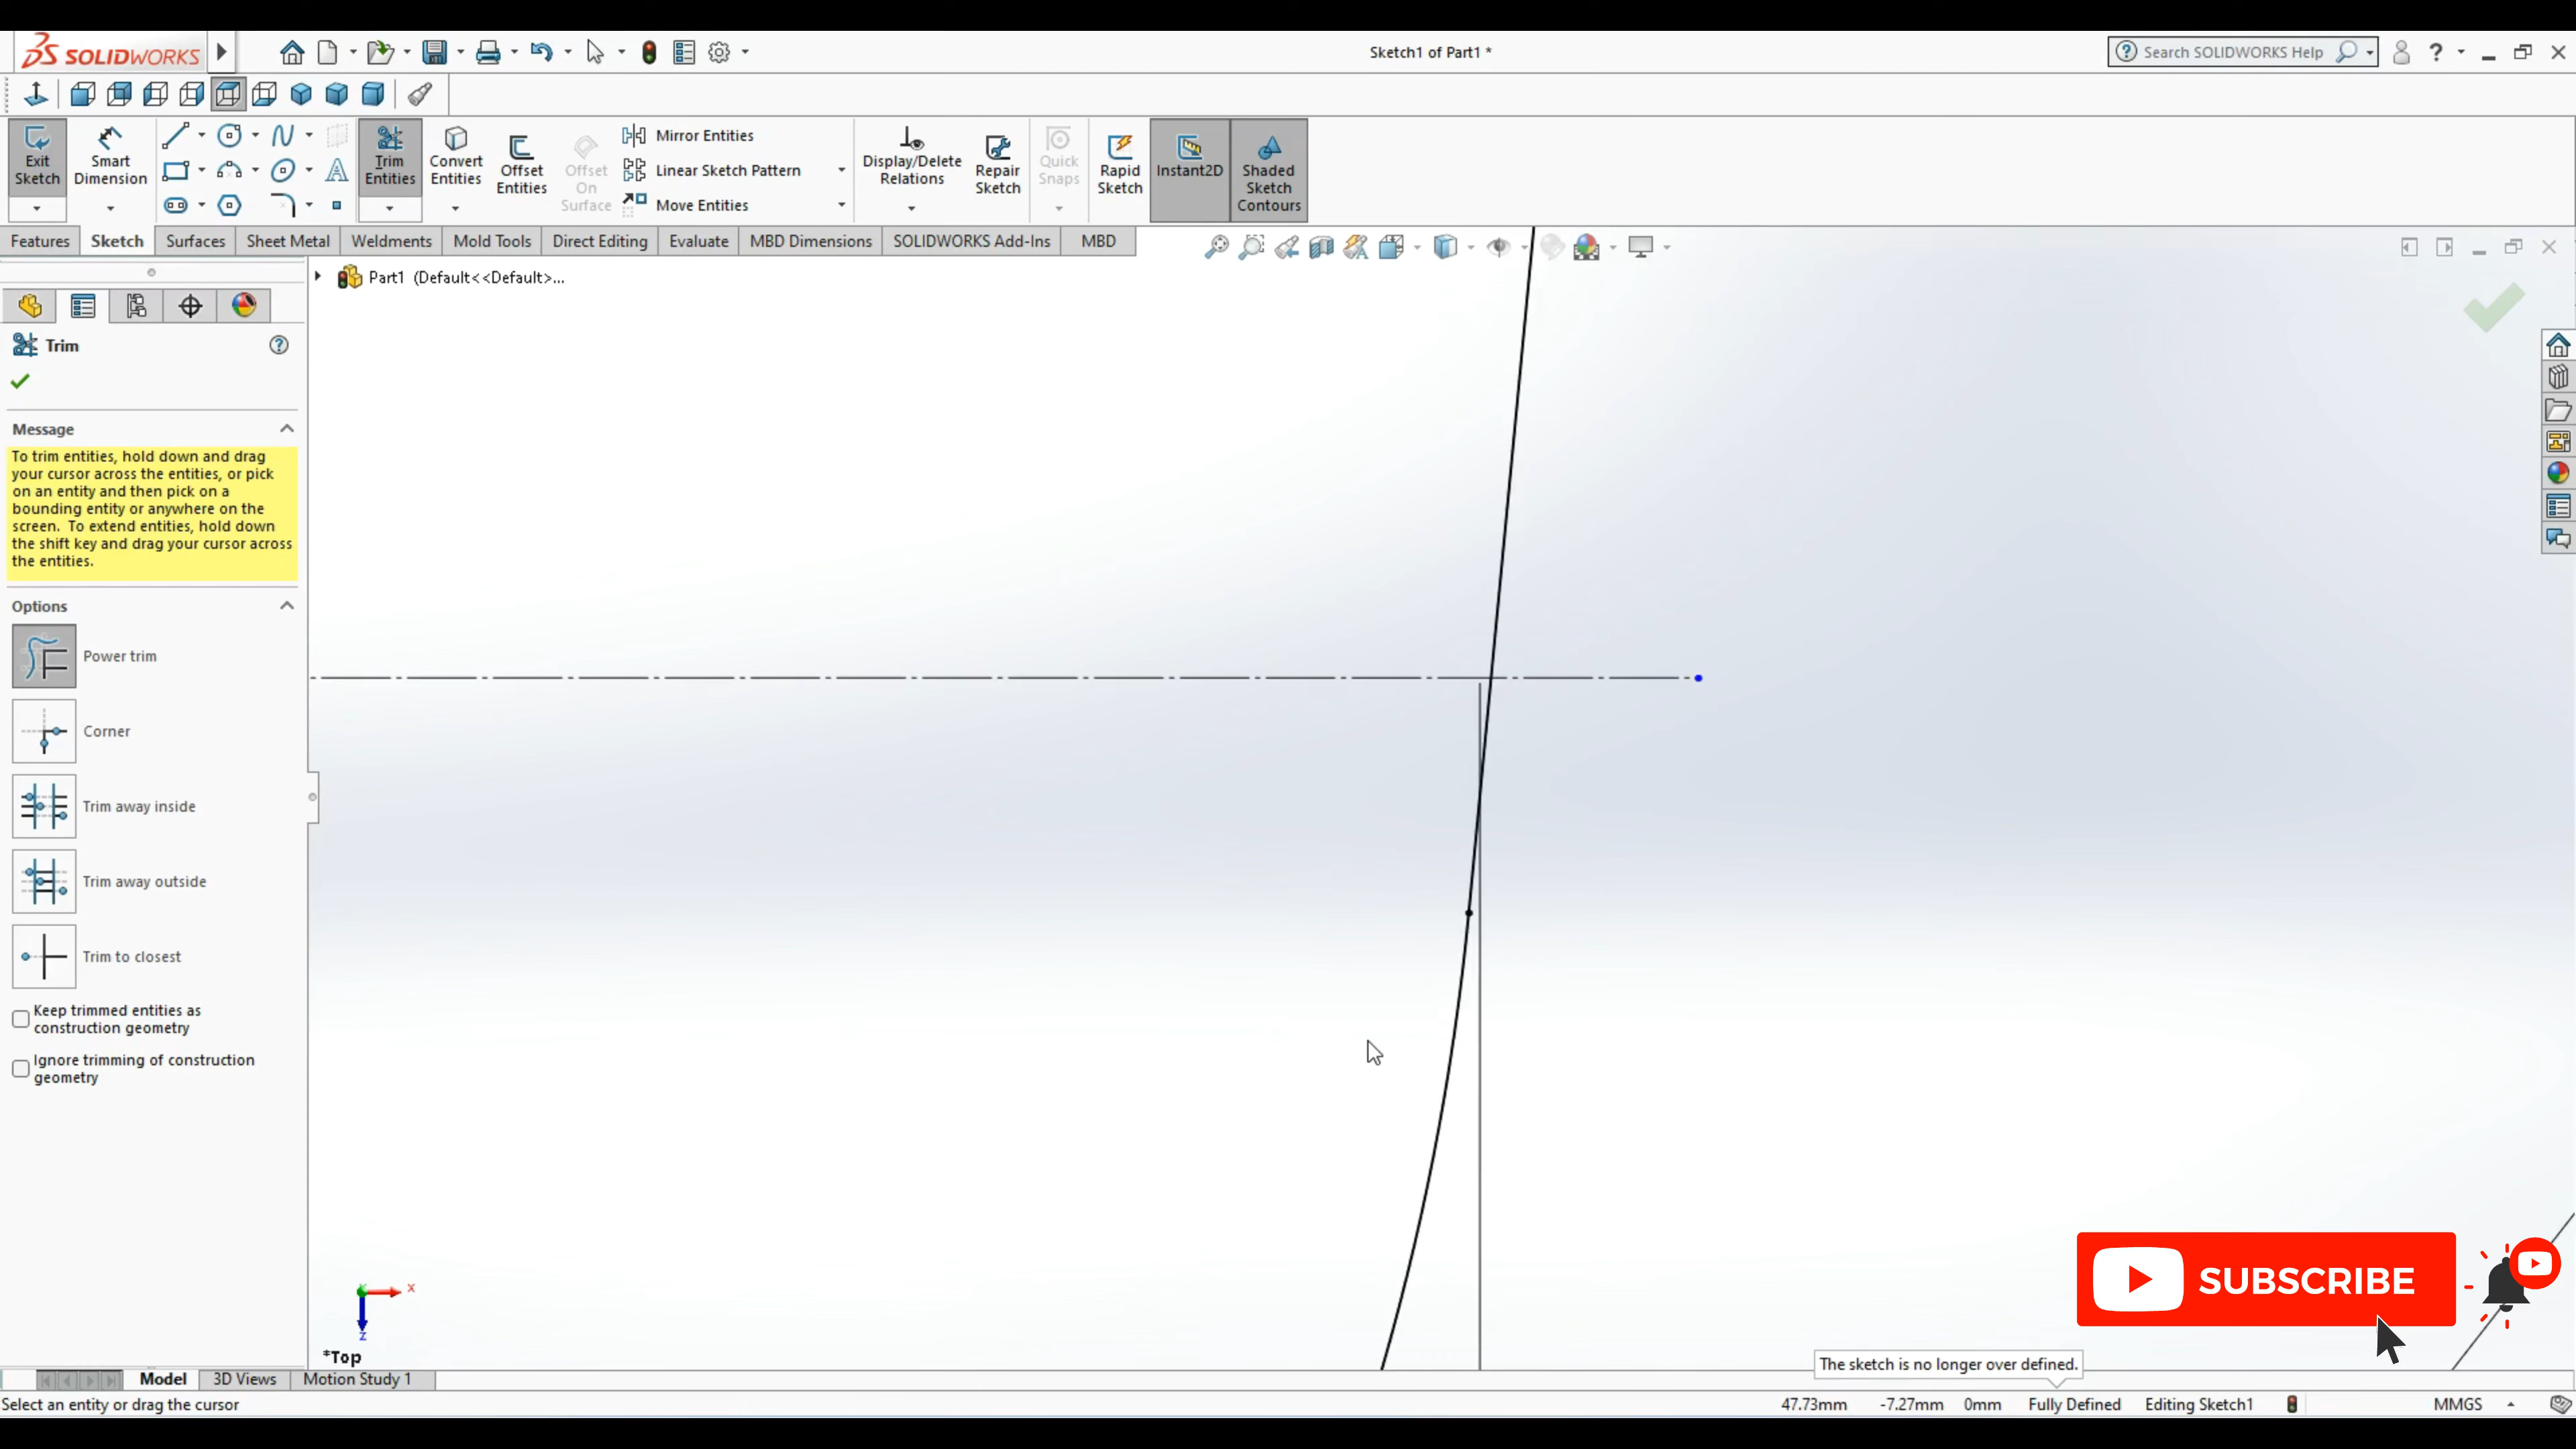 SOLIDWORKS
Sketch1 of Part1 *
Search SOLIDWORKS Help
Exit Sketch
Smart Dimension
Trim Entities
Convert Entities
Offset Entities
Offset On Surface
Mirror Entities
Linear Sketch Pattern
Move Entities
Display/Delete Relations
Repair Sketch
Quick Snaps
Rapid Sketch
Instant2D
Shaded Sketch Contours
Features
Sketch
Surfaces
Sheet Metal
Weldments
Mold Tools
Direct Editing
Evaluate
MBD Dimensions
SOLIDWORKS Add-Ins
MBD
Part1 (Default<<Default>...
Trim
Message
To trim entities, hold down and drag
your cursor across the entities, or pick
on an entity and then pick on a
bounding entity or anywhere on the
screen. To extend entities, hold down
the shift key and drag your cursor across
the entities.
Options
Power trim
Corner
Trim away inside
Trim away outside
Trim to closest
Keep trimmed entities as
construction geometry
Ignore trimming of construction
geometry
X
Z
*Top
SUBSCRIBE
The sketch is no longer over defined.
Model
3D Views
Motion Study 1
Select an entity or drag the cursor
47.73mm
-7.27mm
0mm
Fully Defined
Editing Sketch1
MMGS